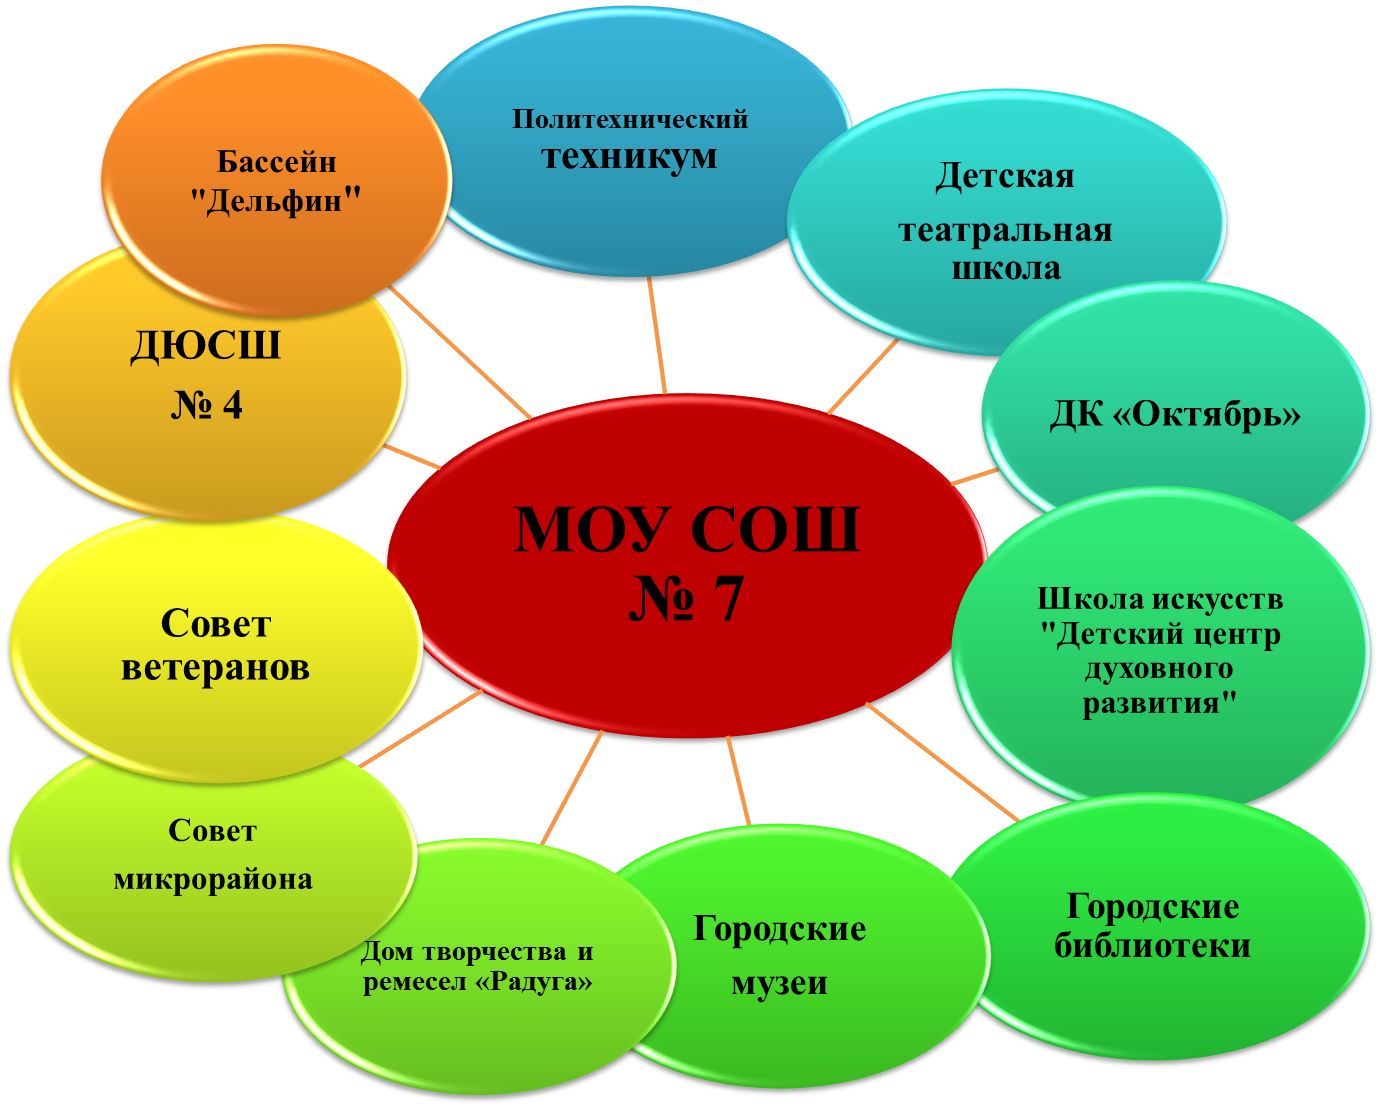 Политехнический
техникум
Детская
театральная
школа
ДК «Октябрь»
Школа искусств
"Детский центр
духовного
развития"
Городские
библиотеки
Городские
музеи
Дом творчества и
ремесел «Радуга»
Совет
микрорайона
Совет
ветеранов
ДЮСШ
№ 4
Бассейн
"Дельфин"
МОУ СОШ
№ 7